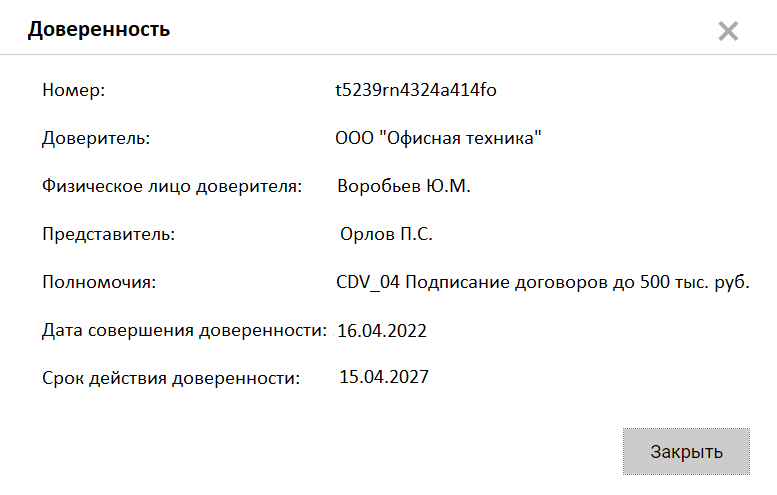 Доверенность
Номер: t5239rn4324a414fo
Доверитель: ООО "Офисная техника"
Физическое лицо доверителя: Воробьев Ю.М.
Представитель: Орлов П.С.
Полномочия: CDV_04 Подписание договоров до 500 тыс. руб.
Дата совершения доверенности: 16.04.2022
Срок действия доверенности: 15.04.2027
Закрыть